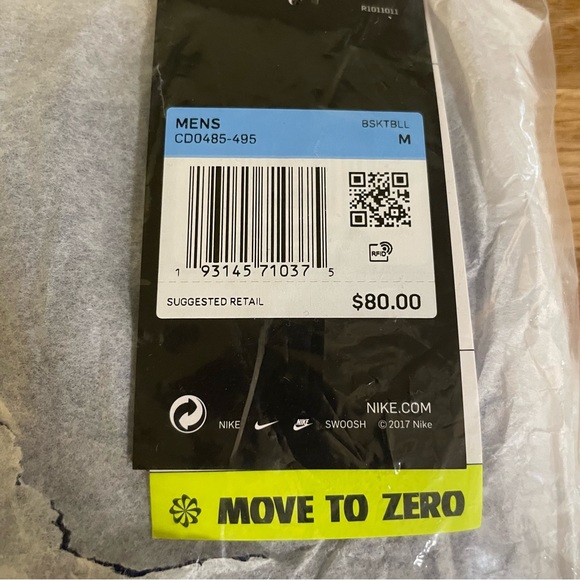 R1011011
MENS BSKTBLL
CD0485-495 M
RFID
1 93145 71037 5
SUGGESTED RETAIL $80.00
NIKE.COM
NIKE NIKE SWOOSH ©2017 Nike
MOVE TO ZERO